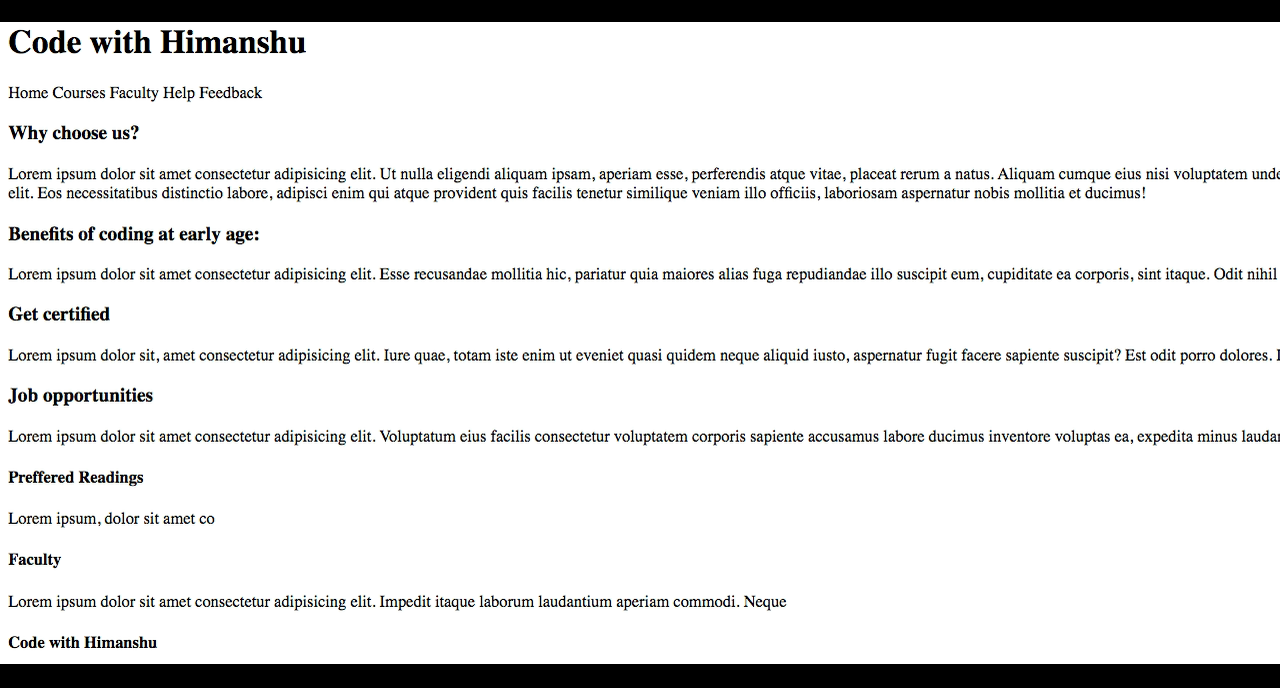 Code with Himanshu
Home Courses Faculty Help Feedback
Why choose us?
Lorem ipsum dolor sit amet consectetur adipisicing elit. Ut nulla eligendi aliquam ipsam, aperiam esse, perferendis atque vitae, placeat rerum a natus. Aliquam cumque eius nisi voluptatem unde
elit. Eos necessitatibus distinctio labore, adipisci enim qui atque provident quis facilis tenetur similique veniam illo officiis, laboriosam aspernatur nobis mollitia et ducimus!
Benefits of coding at early age:
Lorem ipsum dolor sit amet consectetur adipisicing elit. Esse recusandae mollitia hic, pariatur quia maiores alias fuga repudiandae illo suscipit eum, cupiditate ea corporis, sint itaque. Odit nihil
Get certified
Lorem ipsum dolor sit, amet consectetur adipisicing elit. Iure quae, totam iste enim ut eveniet quasi quidem neque aliquid iusto, aspernatur fugit facere sapiente suscipit? Est odit porro dolores.
Job opportunities
Lorem ipsum dolor sit amet consectetur adipisicing elit. Voluptatum eius facilis consectetur voluptatem corporis sapiente accusamus labore ducimus inventore voluptas ea, expedita minus
Preffered Readings
Lorem ipsum, dolor sit amet co
Faculty
Lorem ipsum dolor sit amet consectetur adipisicing elit. Impedit itaque laborum laudantium aperiam commodi. Neque
Code with Himanshu